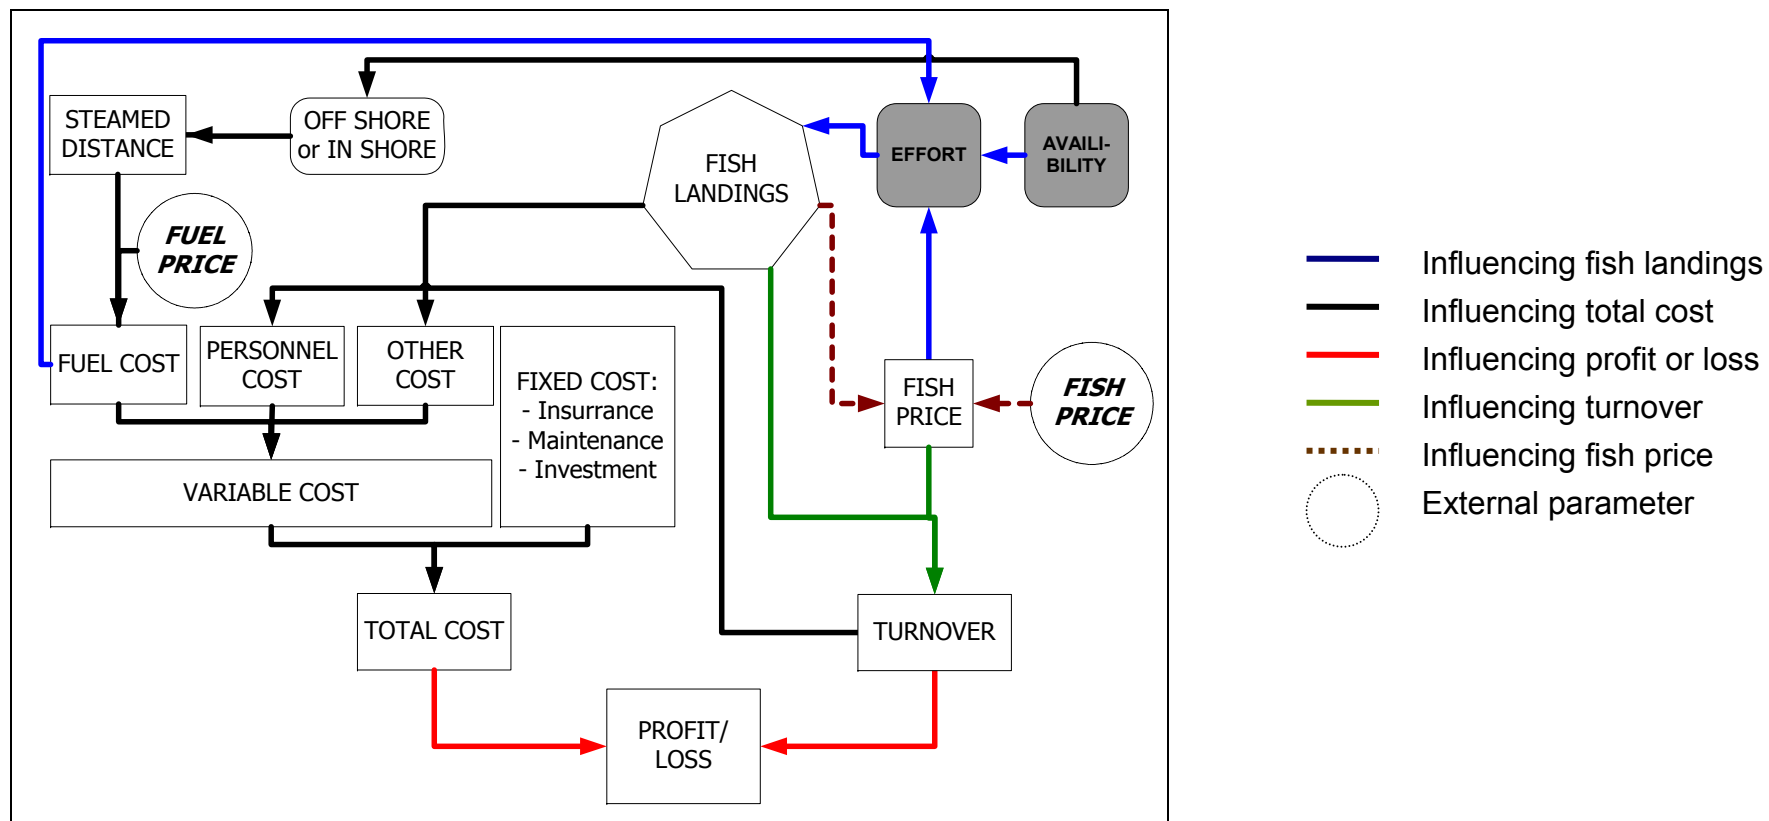 STEAMED
DISTANCE
OFF SHORE
or IN SHORE
FISH
LANDINGS
EFFORT
AVAILI-
BILITY
FUEL
PRICE
FUEL COST
PERSONNEL
COST
OTHER
COST
FIXED COST:
- Insurrance
- Maintenance
- Investment
FISH
PRICE
FISH
PRICE
VARIABLE COST
TOTAL COST
TURNOVER
PROFIT/
LOSS
Influencing fish landings
Influencing total cost
Influencing profit or loss
Influencing turnover
Influencing fish price
External parameter